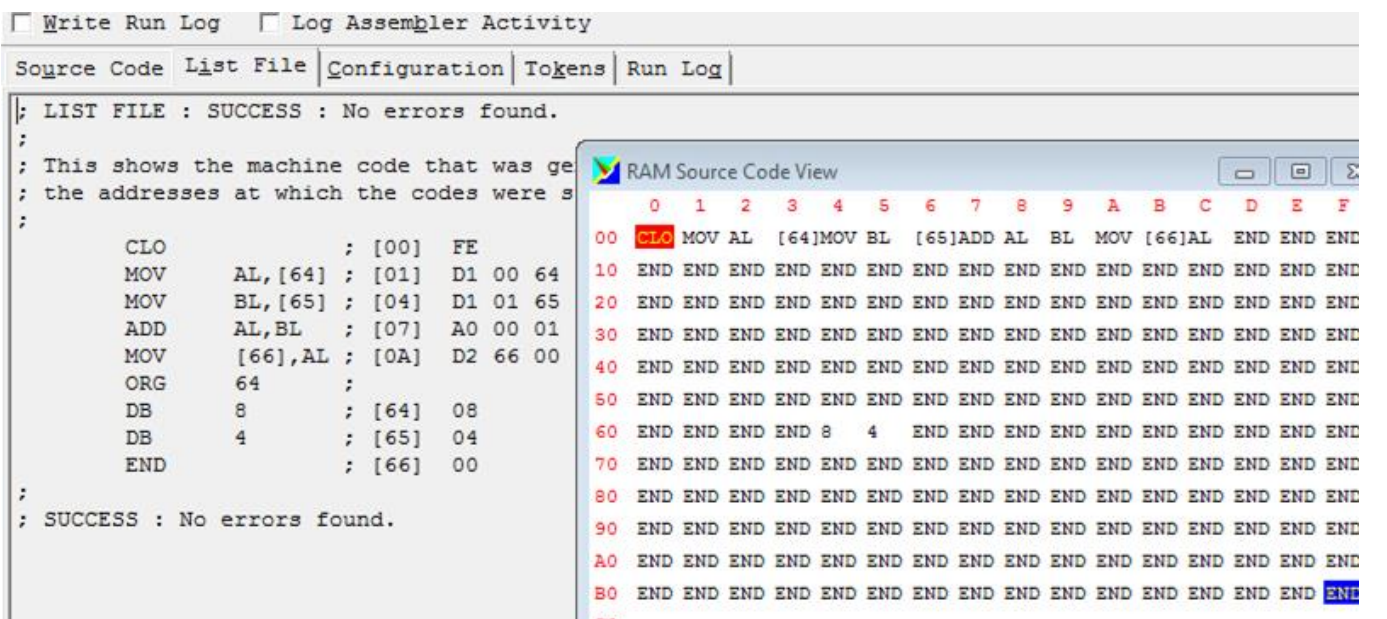 Write Run Log Log Assembler Activity
Source Code List File Configuration Tokens Run Log
; LIST FILE : SUCCESS : No errors found.
;
; This shows the machine code that was ge
; the addresses at which the codes were s
;
CLO ; [00] FE
MOV AL,[64] ; [01] D1 00 64
MOV BL,[65] ; [04] D1 01 65
ADD AL,BL ; [07] A0 00 01
MOV [66],AL ; [0A] D2 66 00
ORG 64 ;
DB 8 ; [64] 08
DB 4 ; [65] 04
END ; [66] 00
;
; SUCCESS : No errors found.
RAM Source Code View
0 1 2 3 4 5 6 7 8 9 A B C D E F
00 CLO MOV AL [64]MOV BL [65]ADD AL BL MOV [66]AL END END END
10 END END END END END END END END END END END END END END END END
20 END END END END END END END END END END END END END END END END
30 END END END END END END END END END END END END END END END END
40 END END END END END END END END END END END END END END END END
50 END END END END END END END END END END END END END END END END
60 END END END END 8 4 END END END END END END END END END END
70 END END END END END END END END END END END END END END END END
80 END END END END END END END END END END END END END END END END
90 END END END END END END END END END END END END END END END END
A0 END END END END END END END END END END END END END END END END
B0 END END END END END END END END END END END END END END END END